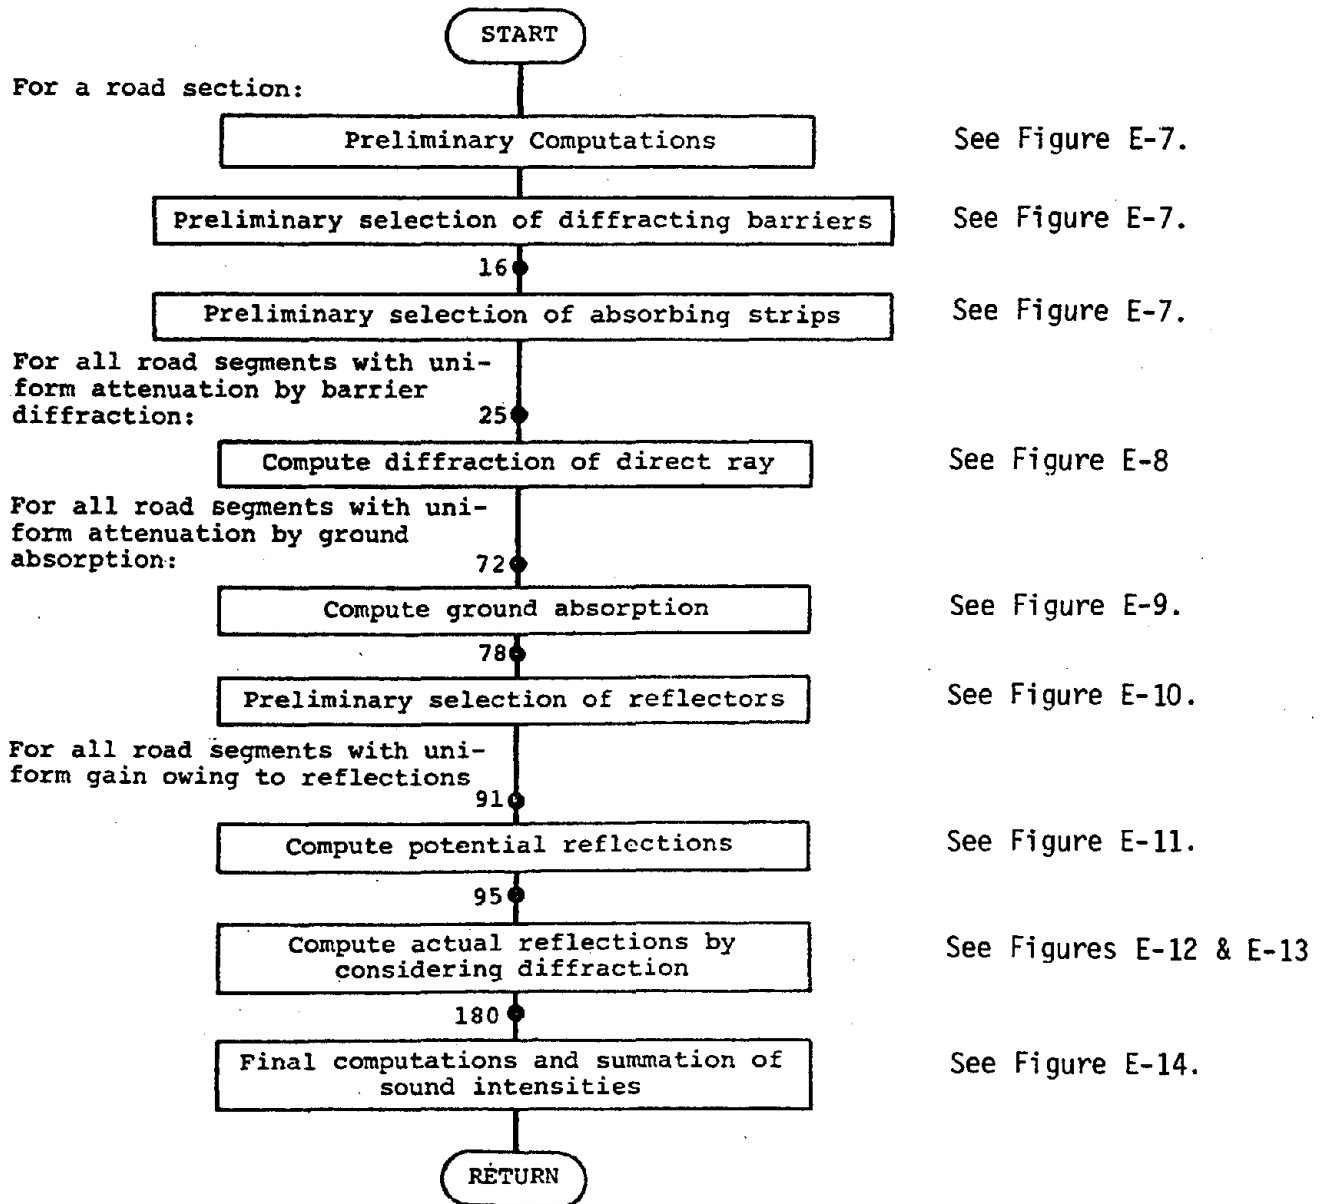 START
For a road section:
Preliminary Computations
See Figure E-7.
Preliminary selection of diffracting barriers
See Figure E-7.
16
Preliminary selection of absorbing strips
See Figure E-7.
For all road segments with uni-
form attenuation by barrier
diffraction:
25
Compute diffraction of direct ray
See Figure E-8
For all road segments with uni-
form attenuation by ground
absorption:
72
Compute ground absorption
See Figure E-9.
78
Preliminary selection of reflectors
See Figure E-10.
For all road segments with uni-
form gain owing to reflections
91
Compute potential reflections
See Figure E-11.
95
Compute actual reflections by
considering diffraction
See Figures E-12 & E-13
180
Final computations and summation of
sound intensities
See Figure E-14.
RETURN